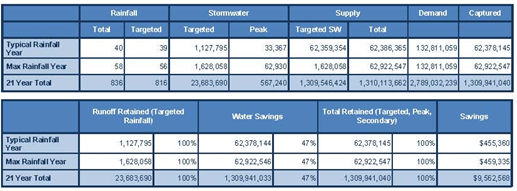 Rainfall Stormwater Supply Demand Captured
Total Targeted Targeted Peak Targeted SW Total
Typical Rainfall Year 40 39 1,127,795 33,367 62,359,354 62,386,365 132,811,059 62,378,145
Max Rainfall Year 58 56 1,628,058 62,930 1,628,058 62,922,547 132,811,059 62,922,547
21 Year Total 836 816 23,683,690 567,240 1,309,546,424 1,310,113,662 2,789,032,239 1,309,941,040
Runoff Retained (Targeted Rainfall) Water Savings Total Retained (Targeted, Peak, Secondary) Savings
Typical Rainfall Year 1,127,795 100% 62,378,144 47% 62,378,145 100% $455,360
Max Rainfall Year 1,628,058 100% 62,922,546 47% 62,922,547 100% $459,335
21 Year Total 23,683,690 100% 1,309,941,033 47% 1,309,941,040 100% $9,562,568